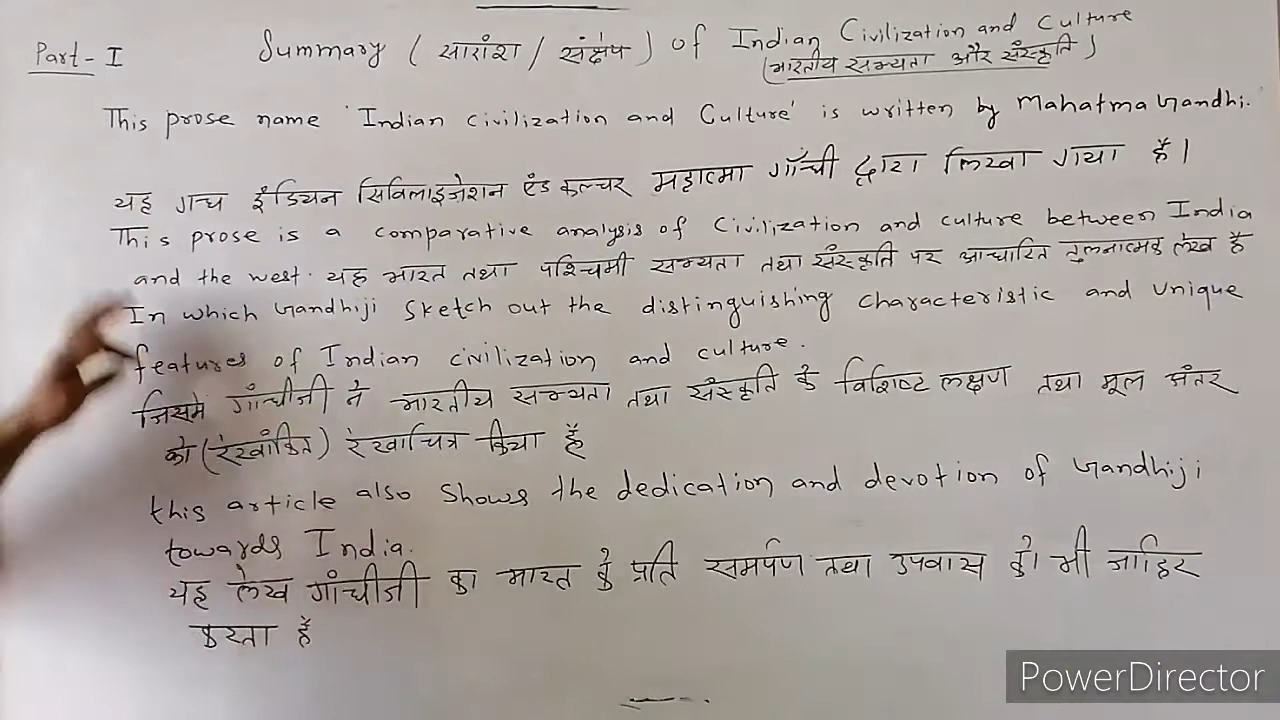 Part-I
Summary (सारांश / संक्षेप) of Indian Civilization and Culture
(भारतीय सभ्यता और संस्कृति)
This prose name 'Indian civilization and Culture' is written by Mahatma Gandhi.
यह गद्य इंडियन सिविलाइजेशन एंड कल्चर महात्मा गाँधी द्वारा लिखा गया है।
This prose is a comparative analysis of Civilization and culture between India
and the west. यह भारत तथा पश्चिमी सभ्यता तथा संस्कृति पर आधारित तुलनात्मक लेख है
In which Gandhiji Sketch out the distinguishing Characteristic and unique
features of Indian civilization and culture.
जिसमे गांधीजी ने भारतीय सभ्यता तथा संस्कृति के विशिष्ट लक्षण तथा मूल अंतर
को (रेखांकित) रेखाचित्र किया है
this article also shows the dedication and devotion of Gandhiji
towards India.
यह लेख गांधीजी का भारत के प्रति समर्पण तथा उपवास को भी जाहिर
करता है
PowerDirector